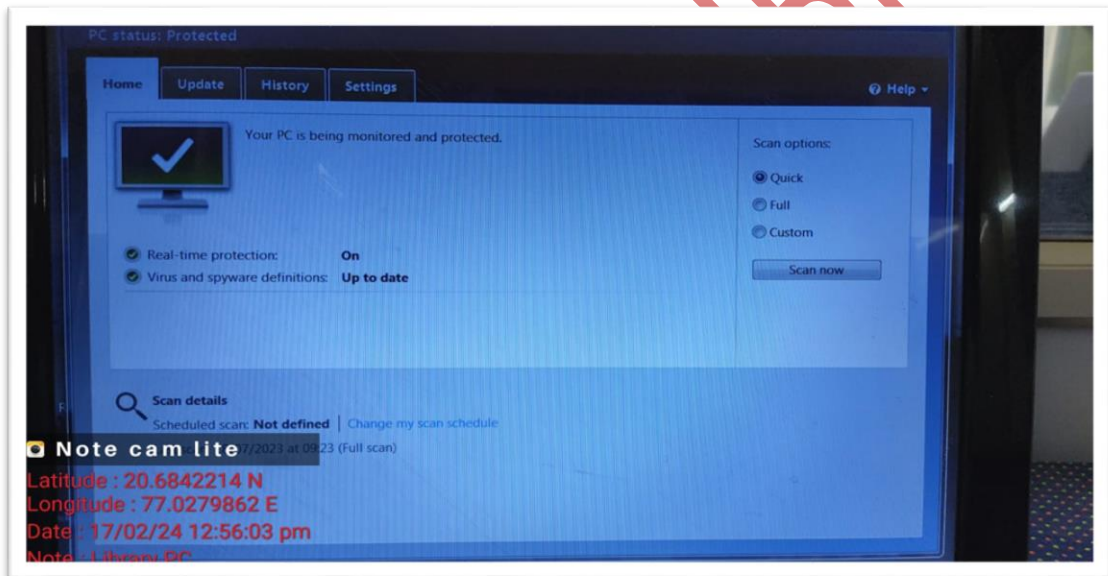 PC status: Protected
Home Update History Settings Help
Your PC is being monitored and protected.
Scan options:
Quick
Full
Custom
Scan now
Real-time protection: On
Virus and spyware definitions: Up to date
Scan details
Scheduled scan: Not defined | Change my scan schedule
7/2023 at 09:23 (Full scan)
Note cam lite
Latitude : 20.6842214 N
Longitude : 77.0279862 E
Date : 17/02/24 12:56:03 pm
Note : Library PC